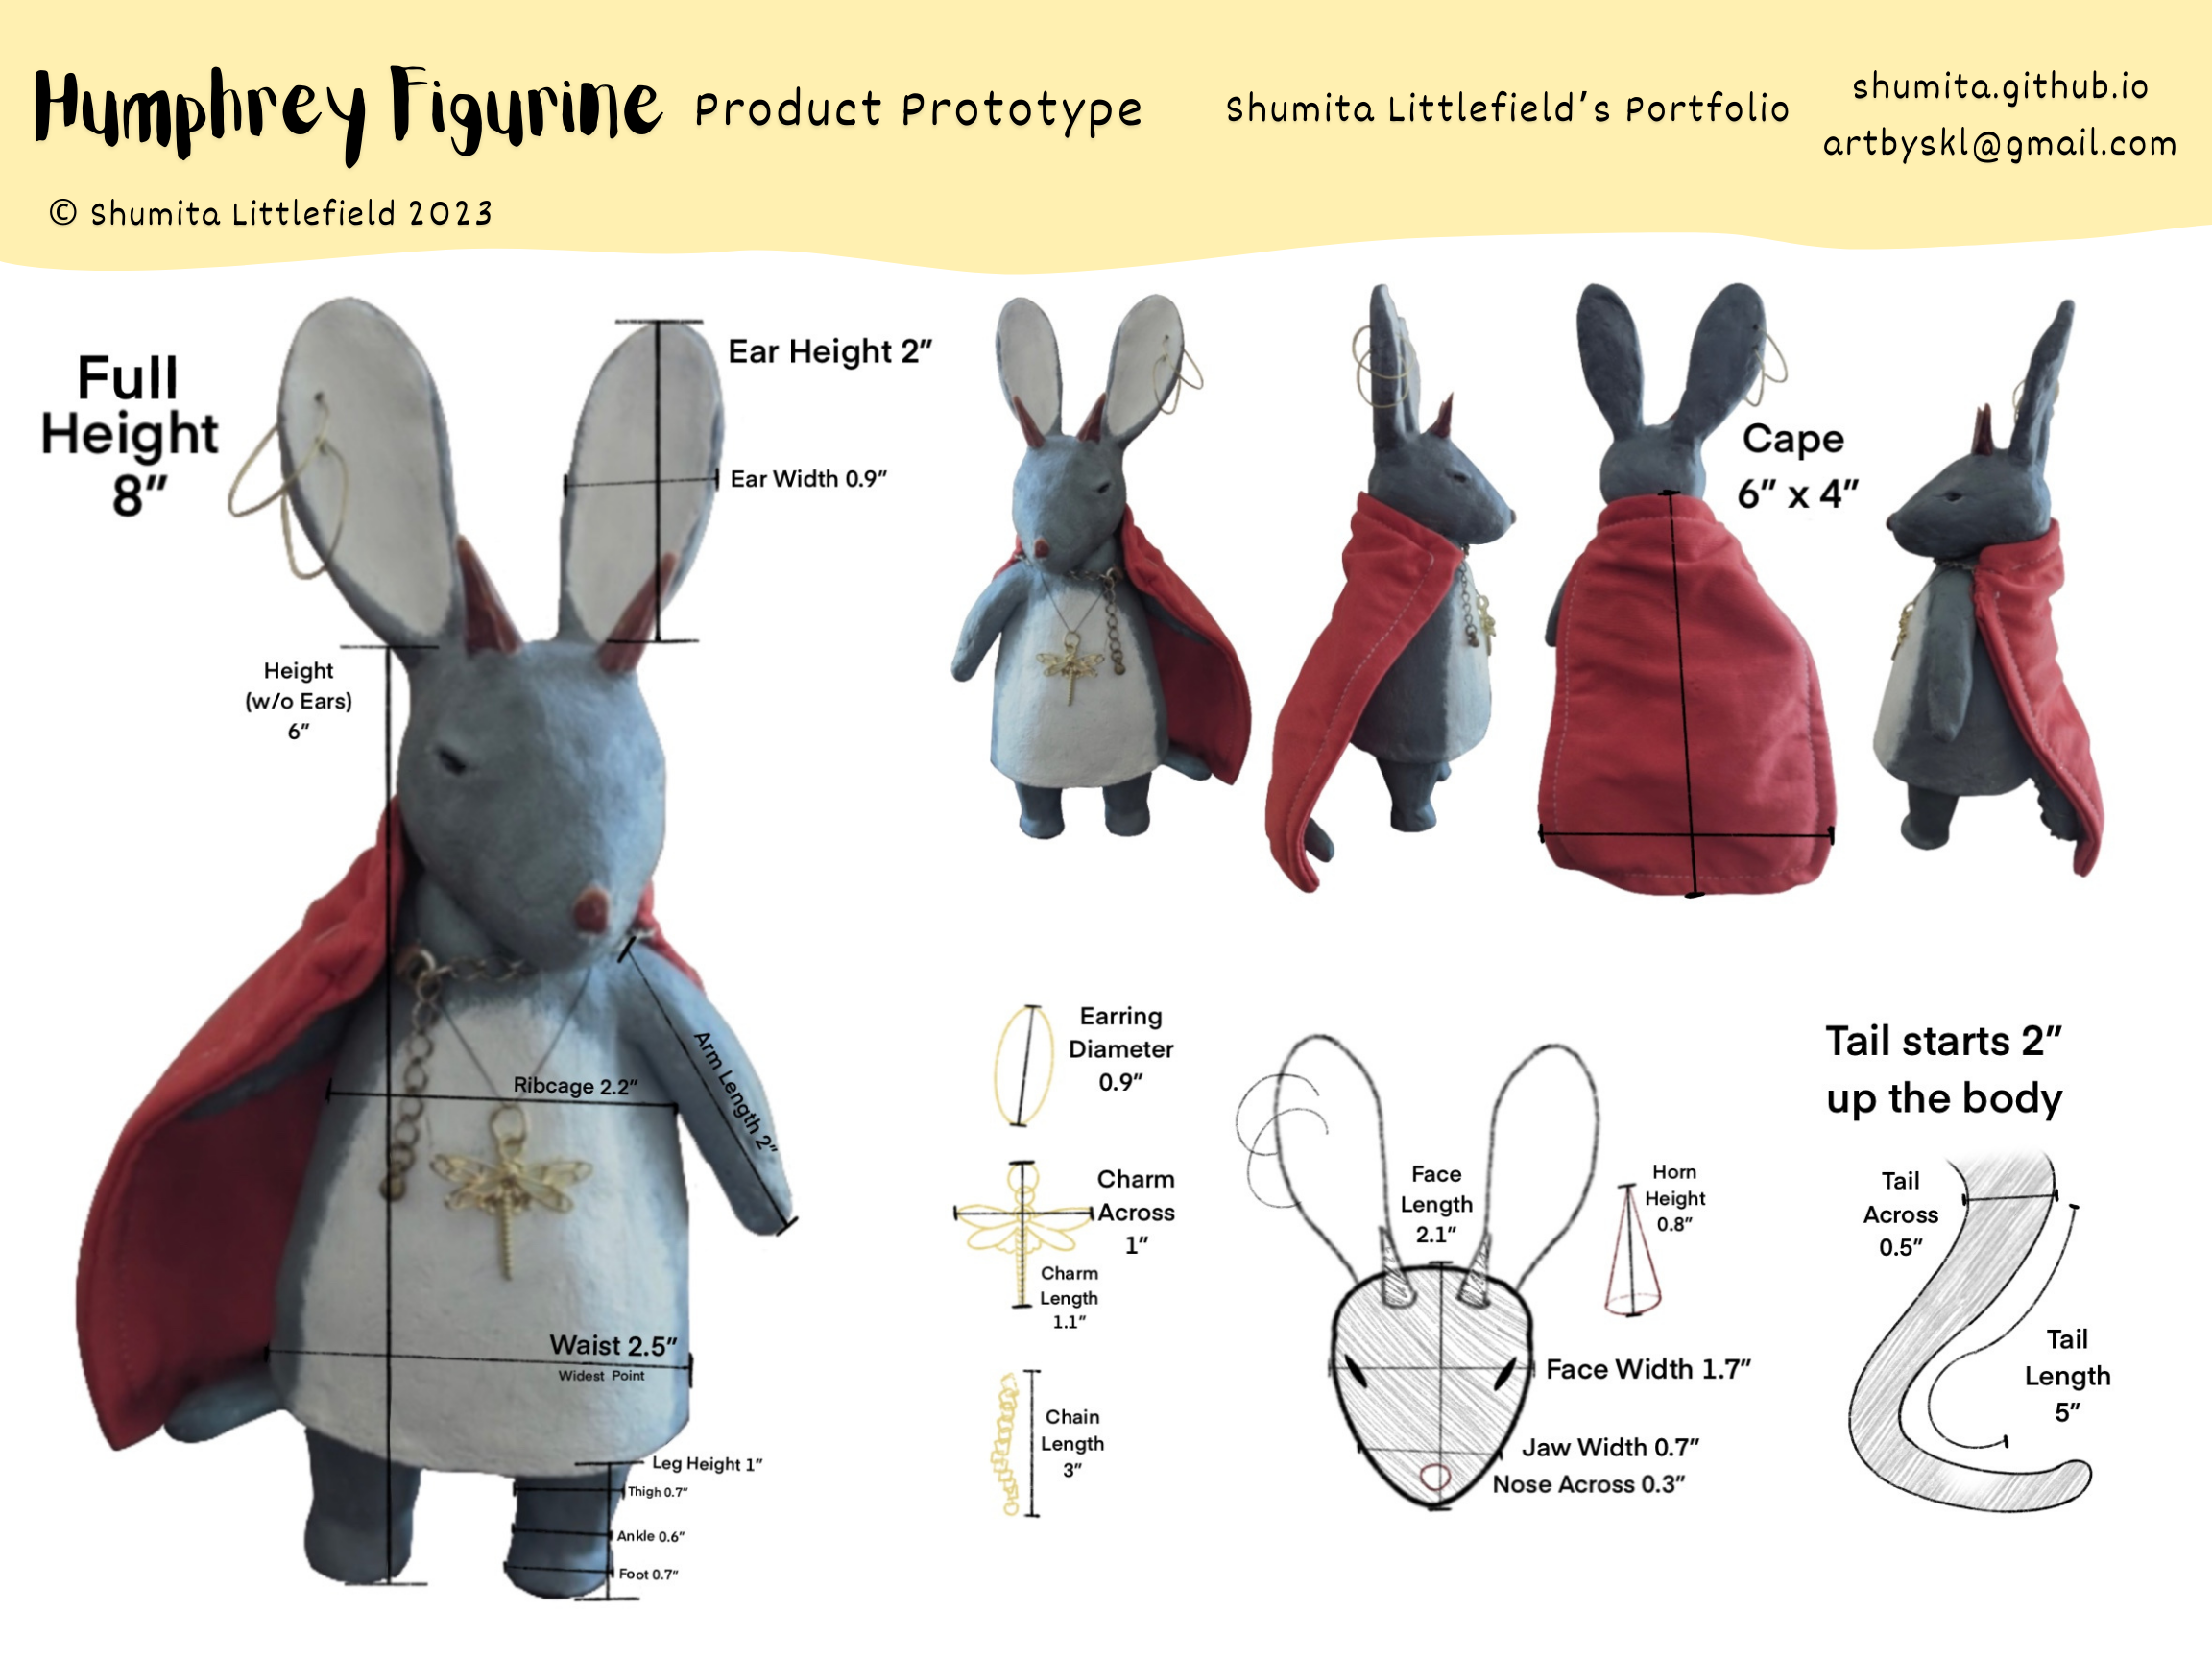 Humphrey Figurine Product Prototype
Shumita Littlefield's Portfolio
shumita.github.io
artbyskl@gmail.com
© Shumita Littlefield 2023
Full
Height
8"
Ear Height 2"
Ear Width 0.9"
Height
(w/o Ears)
6"
Arm Length 2"
Ribcage 2.2"
Waist 2.5"
Widest Point
Leg Height 1"
Thigh 0.7"
Ankle 0.6"
Foot 0.7"
Cape
6" x 4"
Earring
Diameter
0.9"
Charm
Across
1"
Charm
Length
1.1"
Chain
Length
3"
Face
Length
2.1"
Horn
Height
0.8"
Face Width 1.7"
Jaw Width 0.7"
Nose Across 0.3"
Tail starts 2"
up the body
Tail
Across
0.5"
Tail
Length
5"